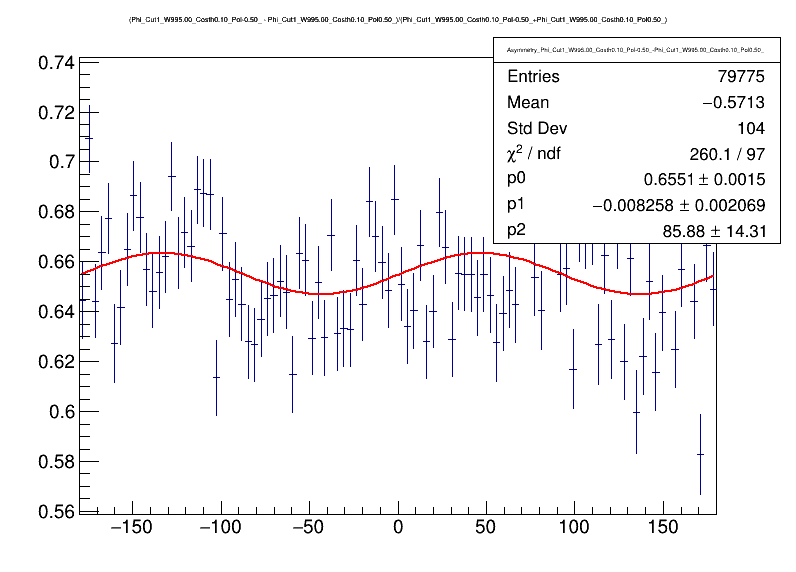 (Phi_Cut1_W995.00_Costh0.10_Pol-0.50_ - Phi_Cut1_W995.00_Costh0.10_Pol0.50_)/(Phi_Cut1_W995.00_Costh0.10_Pol-0.50_+Phi_Cut1_W995.00_Costh0.10_Pol0.50_)
Asymmetry_Phi_Cut1_W995.00_Costh0.10_Pol-0.50_-Phi_Cut1_W995.00_Costh0.10_Pol0.50_
Entries 79775
Mean −0.5713
Std Dev 104
χ² / ndf 260.1 / 97
p0 0.6551 ± 0.0015
p1 −0.008258 ± 0.002069
p2 85.88 ± 14.31
0.74
0.72
0.7
0.68
0.66
0.64
0.62
0.6
0.58
0.56
−150 −100 −50 0 50 100 150